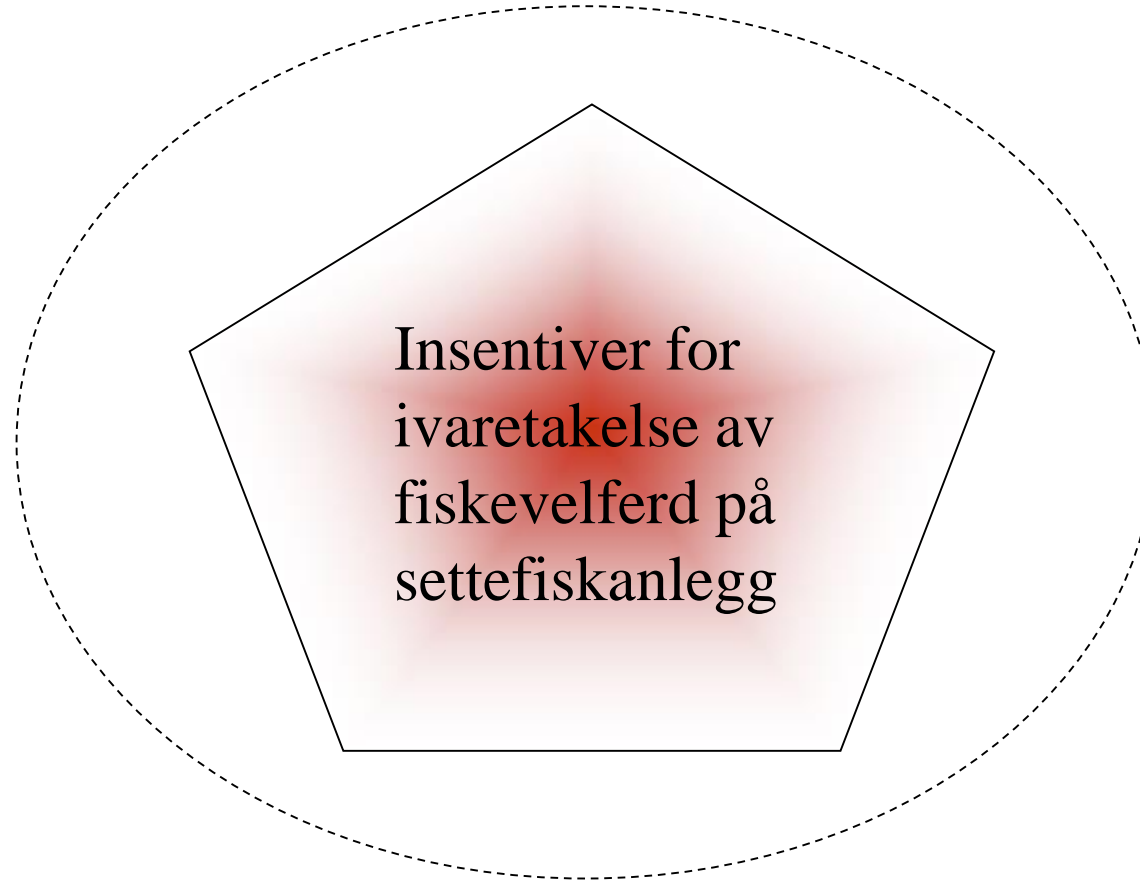 Insentiver for
ivaretakelse av
fiskevelferd på
settefiskanlegg